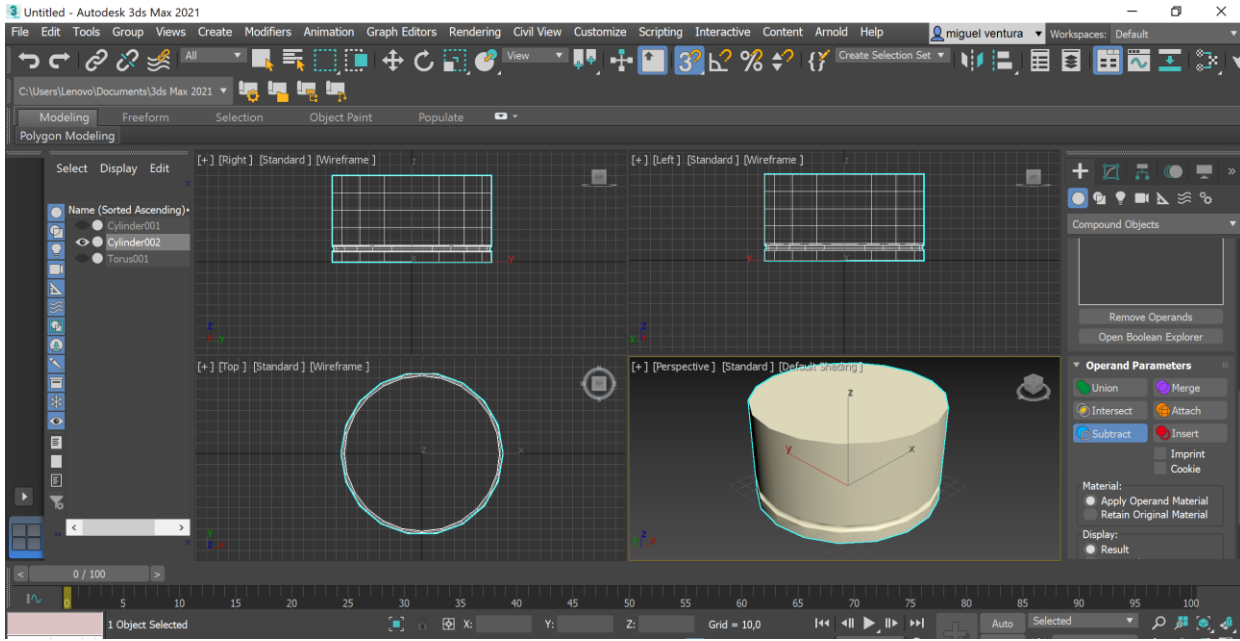 Untitled - Autodesk 3ds Max 2021
File Edit Tools Group Views Create Modifiers Animation Graph Editors Rendering Civil View Customize Scripting Interactive Content Arnold Help miguel ventura Workspaces: Default
All View 3 Create Selection Set
C:\Users\Lenovo\Documents\3ds Max 2021
Modeling Freeform Selection Object Paint Populate
Polygon Modeling
Select Display Edit
Name (Sorted Ascending)
Cylinder001
Cylinder002
Torus001
[+] [Right] [Standard] [Wireframe]
z
x y
z
[+] [Left] [Standard] [Wireframe]
z
y x
z
y
[+] [Top] [Standard] [Wireframe]
z x
y
z x
[+] [Perspective] [Standard] [Default Shading]
z
y x
z
y x
Compound Objects
Remove Operands
Open Boolean Explorer
Operand Parameters
Union Merge
Intersect Attach
Subtract Insert
Imprint
Cookie
Material:
Apply Operand Material
Retain Original Material
Display:
Result
< 0 / 100 >
0 5 10 15 20 25 30 35 40 45 50 55 60 65 70 75 80 85 90 95 100
1 Object Selected X: Y: Z: Grid = 10,0 Auto Selected